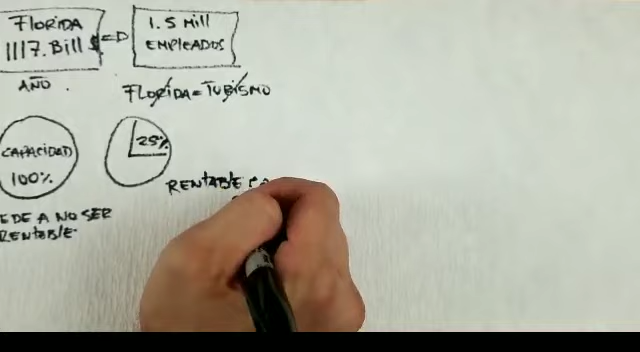 FLORIDA
1117. Bill $ =D
1.5 Mill
EMPLEADOS
AÑO
FLORIDA = TURISMO
CAPACIDAD
100%
25%
RENTABLE
EDE A NO SER
RENTABLE